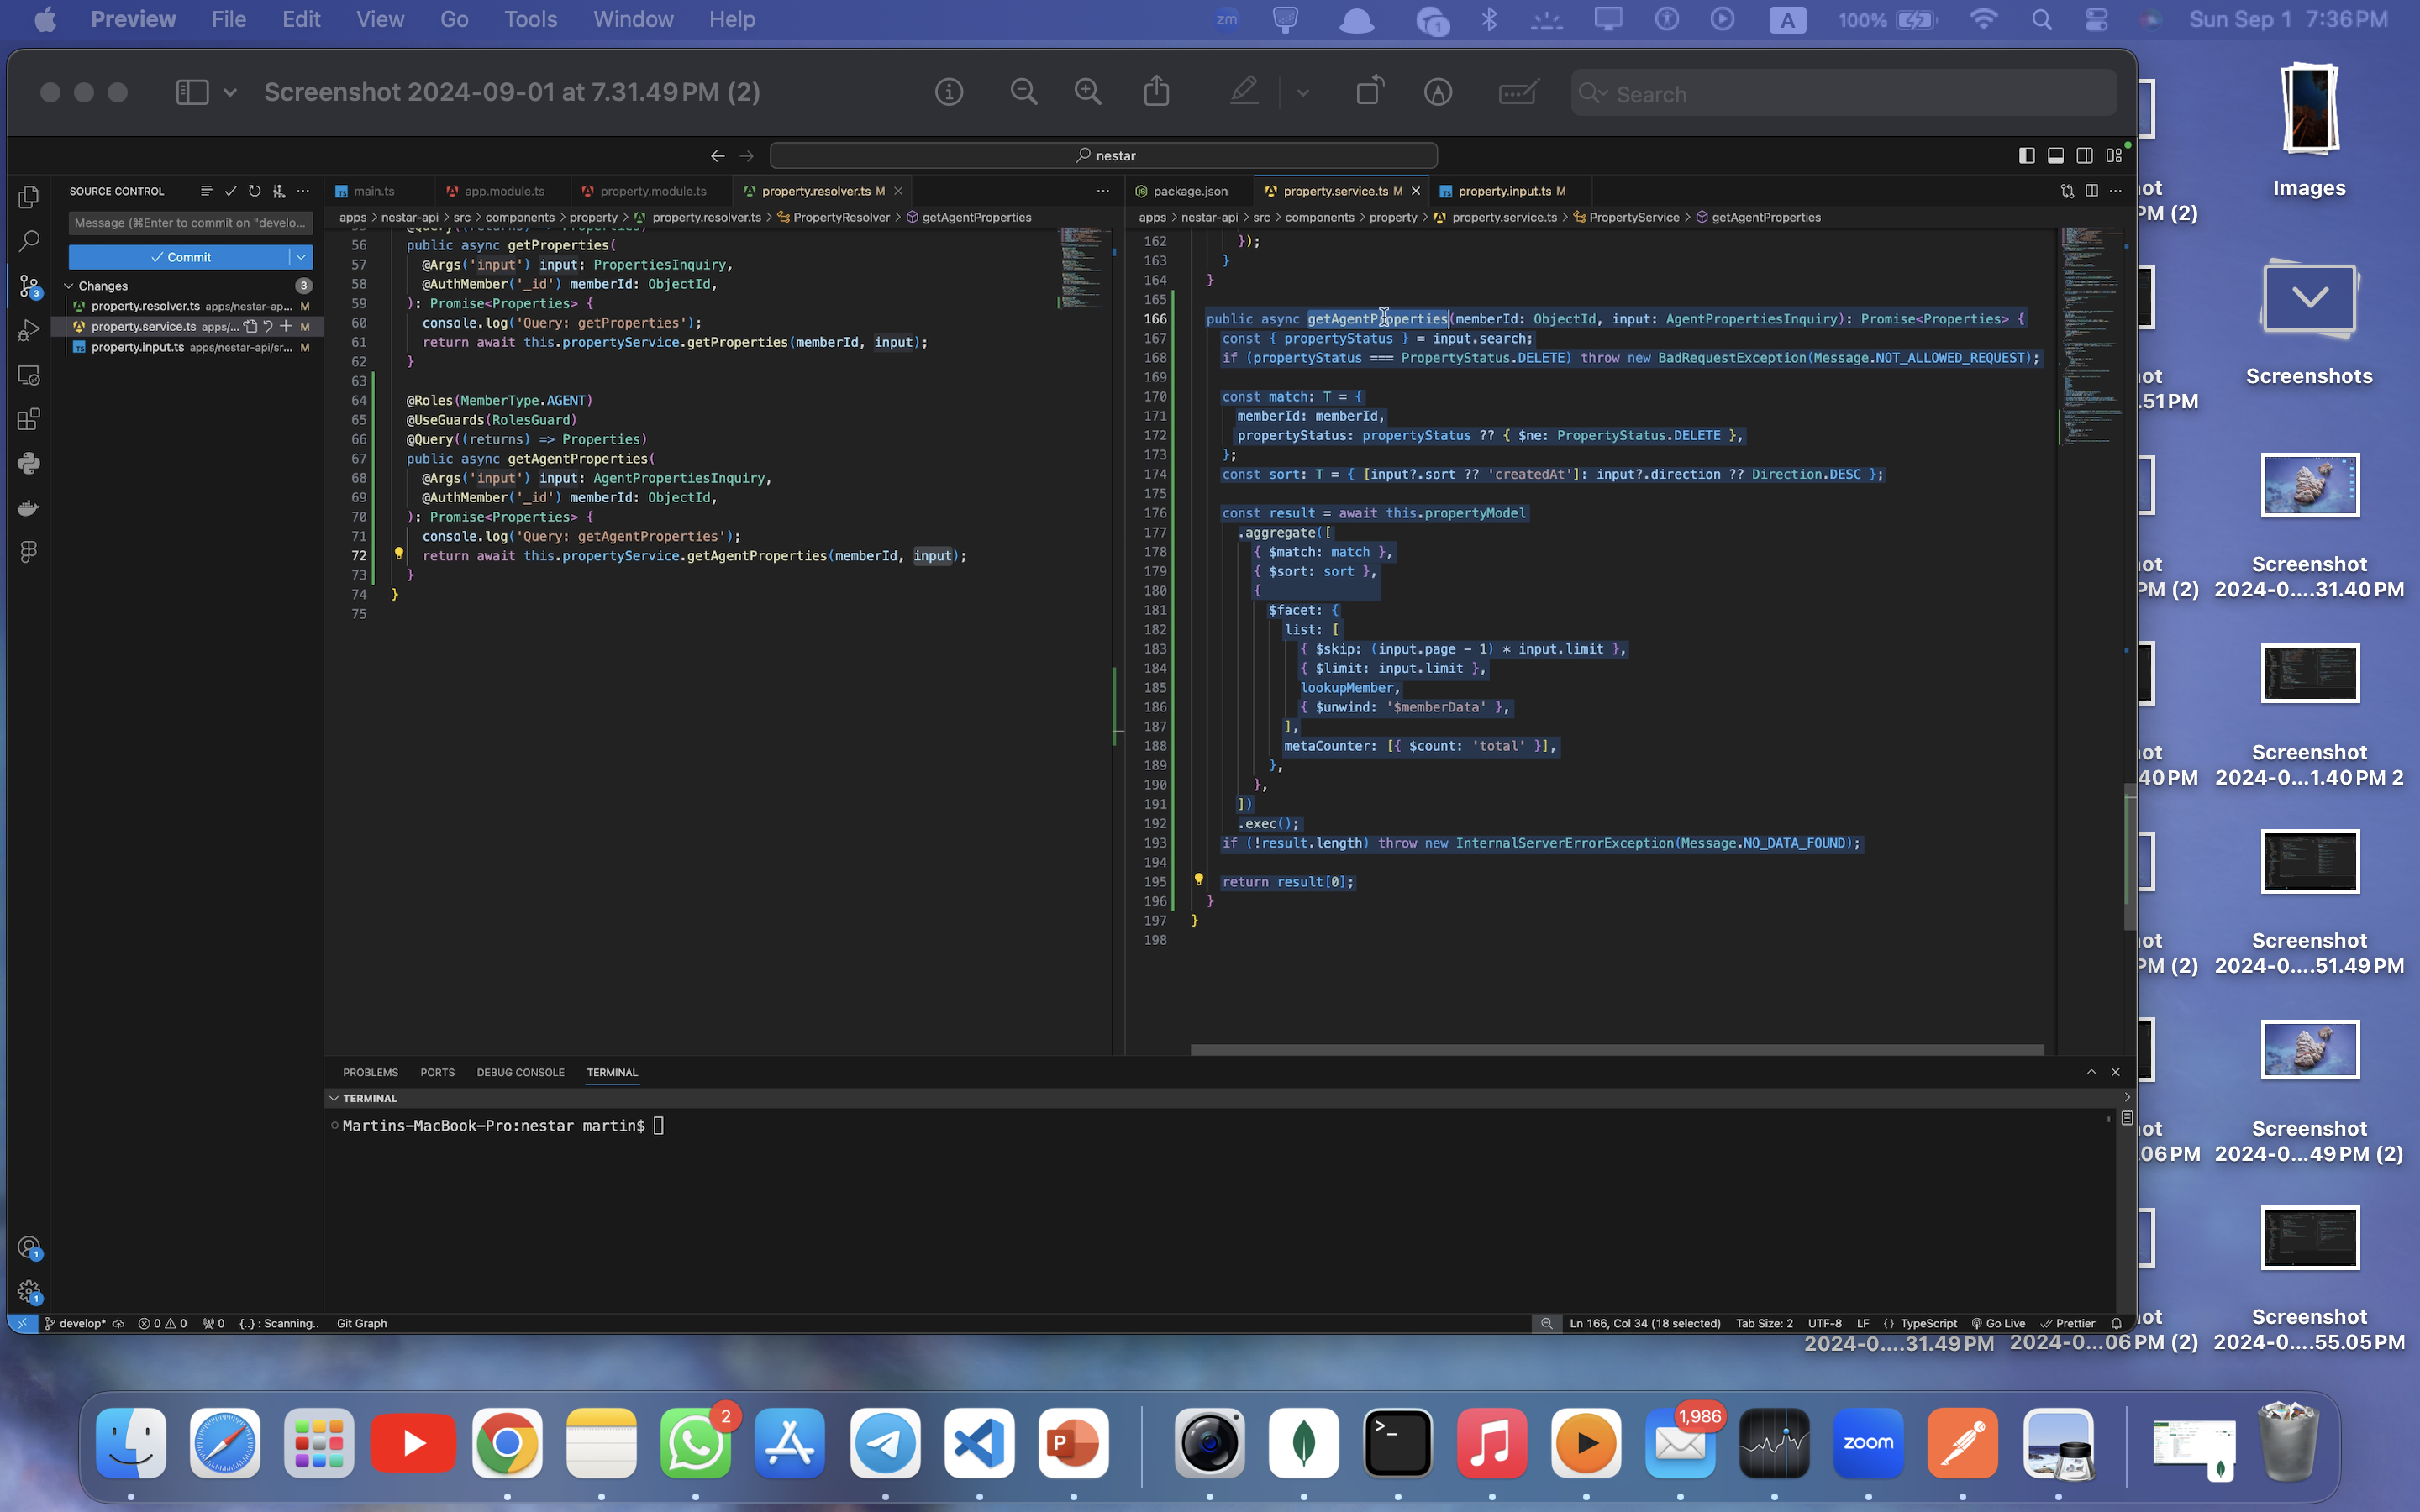 Preview File Edit View Go Tools Window Help
zm 1 A 100% Sun Sep 1 7:36 PM
Screenshot 2024-09-01 at 7.31.49 PM (2)
Search
nestar
SOURCE CONTROL
Message (⌘Enter to commit on "develo...
Commit
Changes 3
property.resolver.ts apps/nestar-ap... M
property.service.ts apps/... M
property.input.ts apps/nestar-api/sr... M
3
main.ts app.module.ts property.module.ts property.resolver.ts M
apps > nestar-api > src > components > property > property.resolver.ts > PropertyResolver > getAgentProperties
55 @Query((returns) => Properties)
56 public async getProperties(
57 @Args('input') input: PropertiesInquiry,
58 @AuthMember('_id') memberId: ObjectId,
59 ): Promise<Properties> {
60 console.log('Query: getProperties');
61 return await this.propertyService.getProperties(memberId, input);
62 }
63
64 @Roles(MemberType.AGENT)
65 @UseGuards(RolesGuard)
66 @Query((returns) => Properties)
67 public async getAgentProperties(
68 @Args('input') input: AgentPropertiesInquiry,
69 @AuthMember('_id') memberId: ObjectId,
70 ): Promise<Properties> {
71 console.log('Query: getAgentProperties');
72 return await this.propertyService.getAgentProperties(memberId, input);
73 }
74 }
75
package.json property.service.ts M property.input.ts M
apps > nestar-api > src > components > property > property.service.ts > PropertyService > getAgentProperties
162 });
163 }
164 }
165
166 public async getAgentProperties(memberId: ObjectId, input: AgentPropertiesInquiry): Promise<Properties> {
167 const { propertyStatus } = input.search;
168 if (propertyStatus === PropertyStatus.DELETE) throw new BadRequestException(Message.NOT_ALLOWED_REQUEST);
169
170 const match: T = {
171 memberId: memberId,
172 propertyStatus: propertyStatus ?? { $ne: PropertyStatus.DELETE },
173 };
174 const sort: T = { [input?.sort ?? 'createdAt']: input?.direction ?? Direction.DESC };
175
176 const result = await this.propertyModel
177 .aggregate([
178 { $match: match },
179 { $sort: sort },
180 {
181 $facet: {
182 list: [
183 { $skip: (input.page - 1) * input.limit },
184 { $limit: input.limit },
185 lookupMember,
186 { $unwind: '$memberData' },
187 ],
188 metaCounter: [{ $count: 'total' }],
189 },
190 },
191 ])
192 .exec();
193 if (!result.length) throw new InternalServerErrorException(Message.NO_DATA_FOUND);
194
195 return result[0];
196 }
197 }
198
PROBLEMS PORTS DEBUG CONSOLE TERMINAL
TERMINAL
Martins-MacBook-Pro:nestar martin$
1
1
develop* 0 0 0 {..} : Scanning.. Git Graph
Ln 166, Col 34 (18 selected) Tab Size: 2 UTF-8 LF {} TypeScript Go Live Prettier
Images
Screenshots
Screenshot
2024-0....31.40 PM
Screenshot
2024-0...1.40 PM 2
Screenshot
2024-0....51.49 PM
Screenshot
2024-0...49 PM (2)
Screenshot
2024-0....55.05 PM
ot
PM (2)
ot
.51 PM
ot
PM (2)
ot
40 PM
ot
PM (2)
ot
.06 PM
ot
2024-0...06 PM (2)
2024-0....31.49 PM
2
P
>_
1,986
zoom